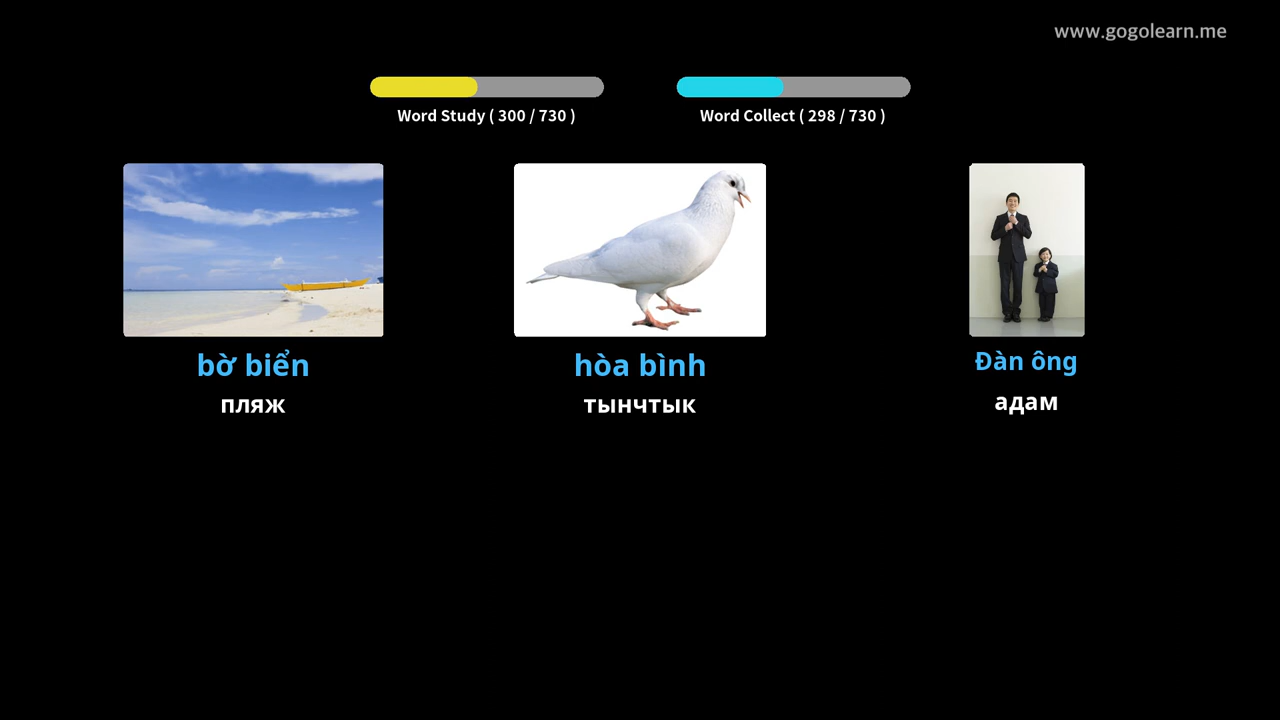 www.gogolearn.me
Word Study ( 300 / 730 )
Word Collect ( 298 / 730 )
bờ biển
пляж
hòa bình
тынчтык
Đàn ông
адам